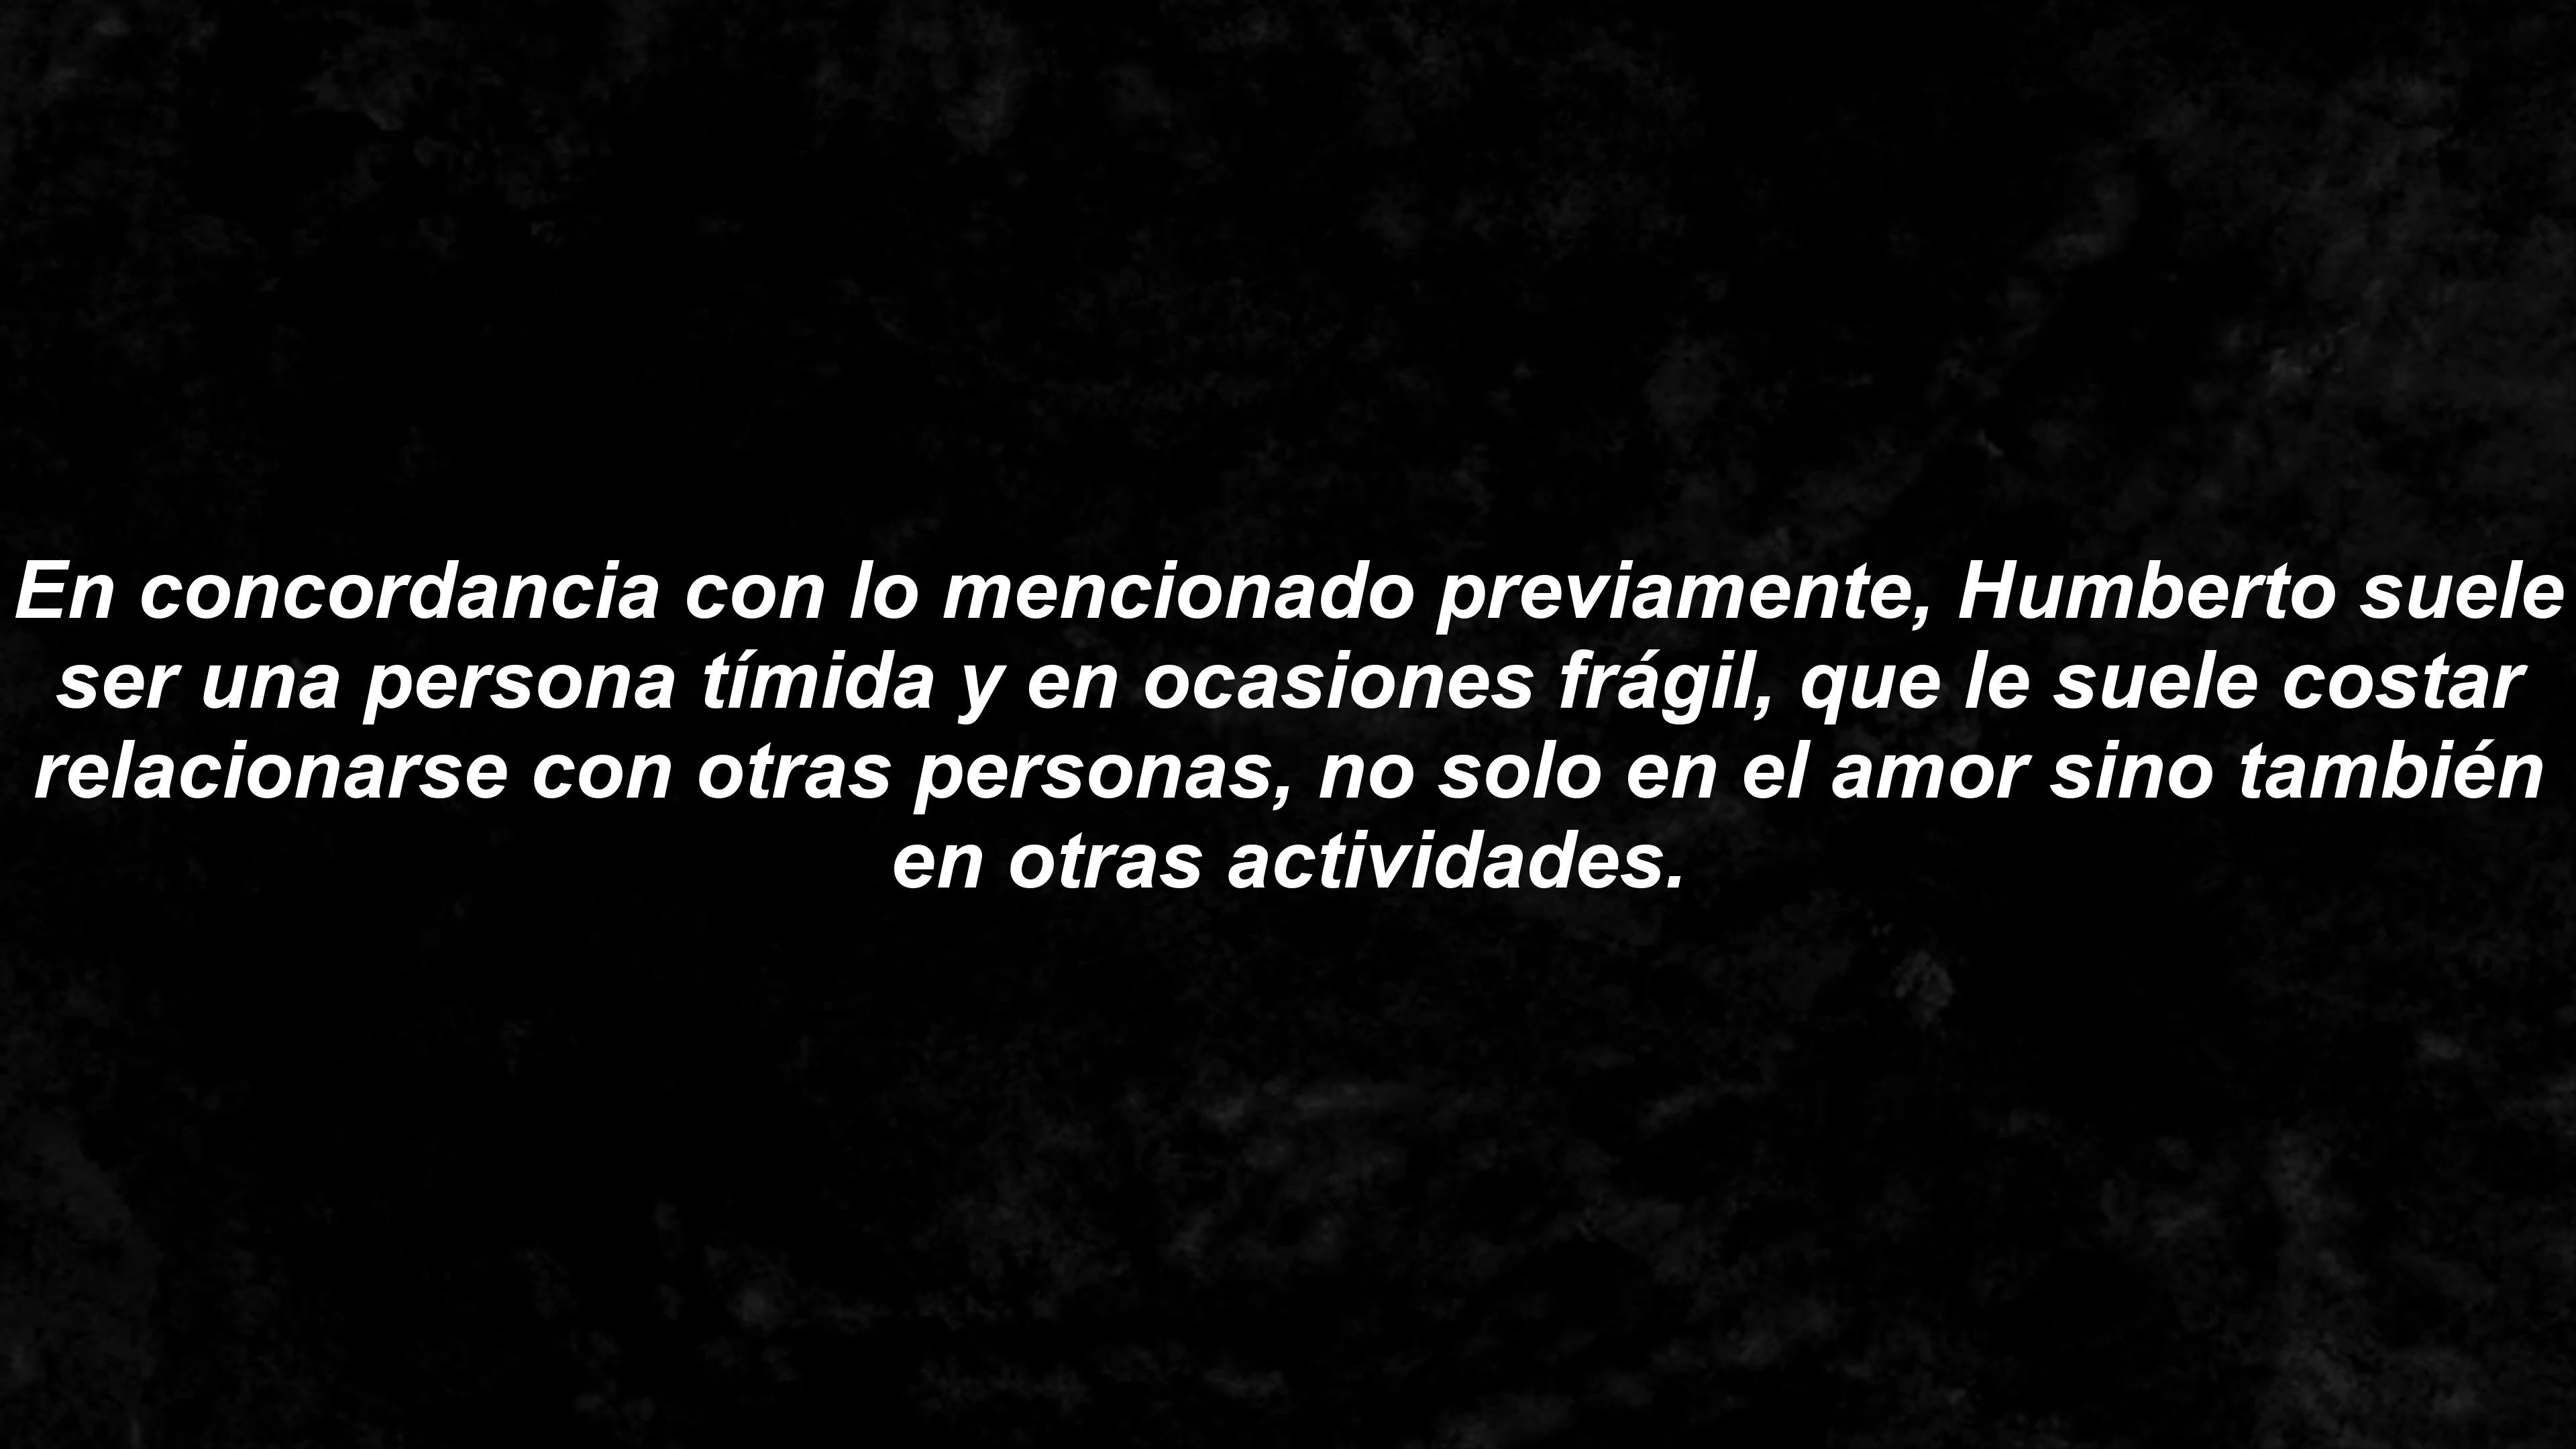 En concordancia con lo mencionado previamente, Humberto suele
ser una persona tímida y en ocasiones frágil, que le suele costar
relacionarse con otras personas, no solo en el amor sino también
en otras actividades.